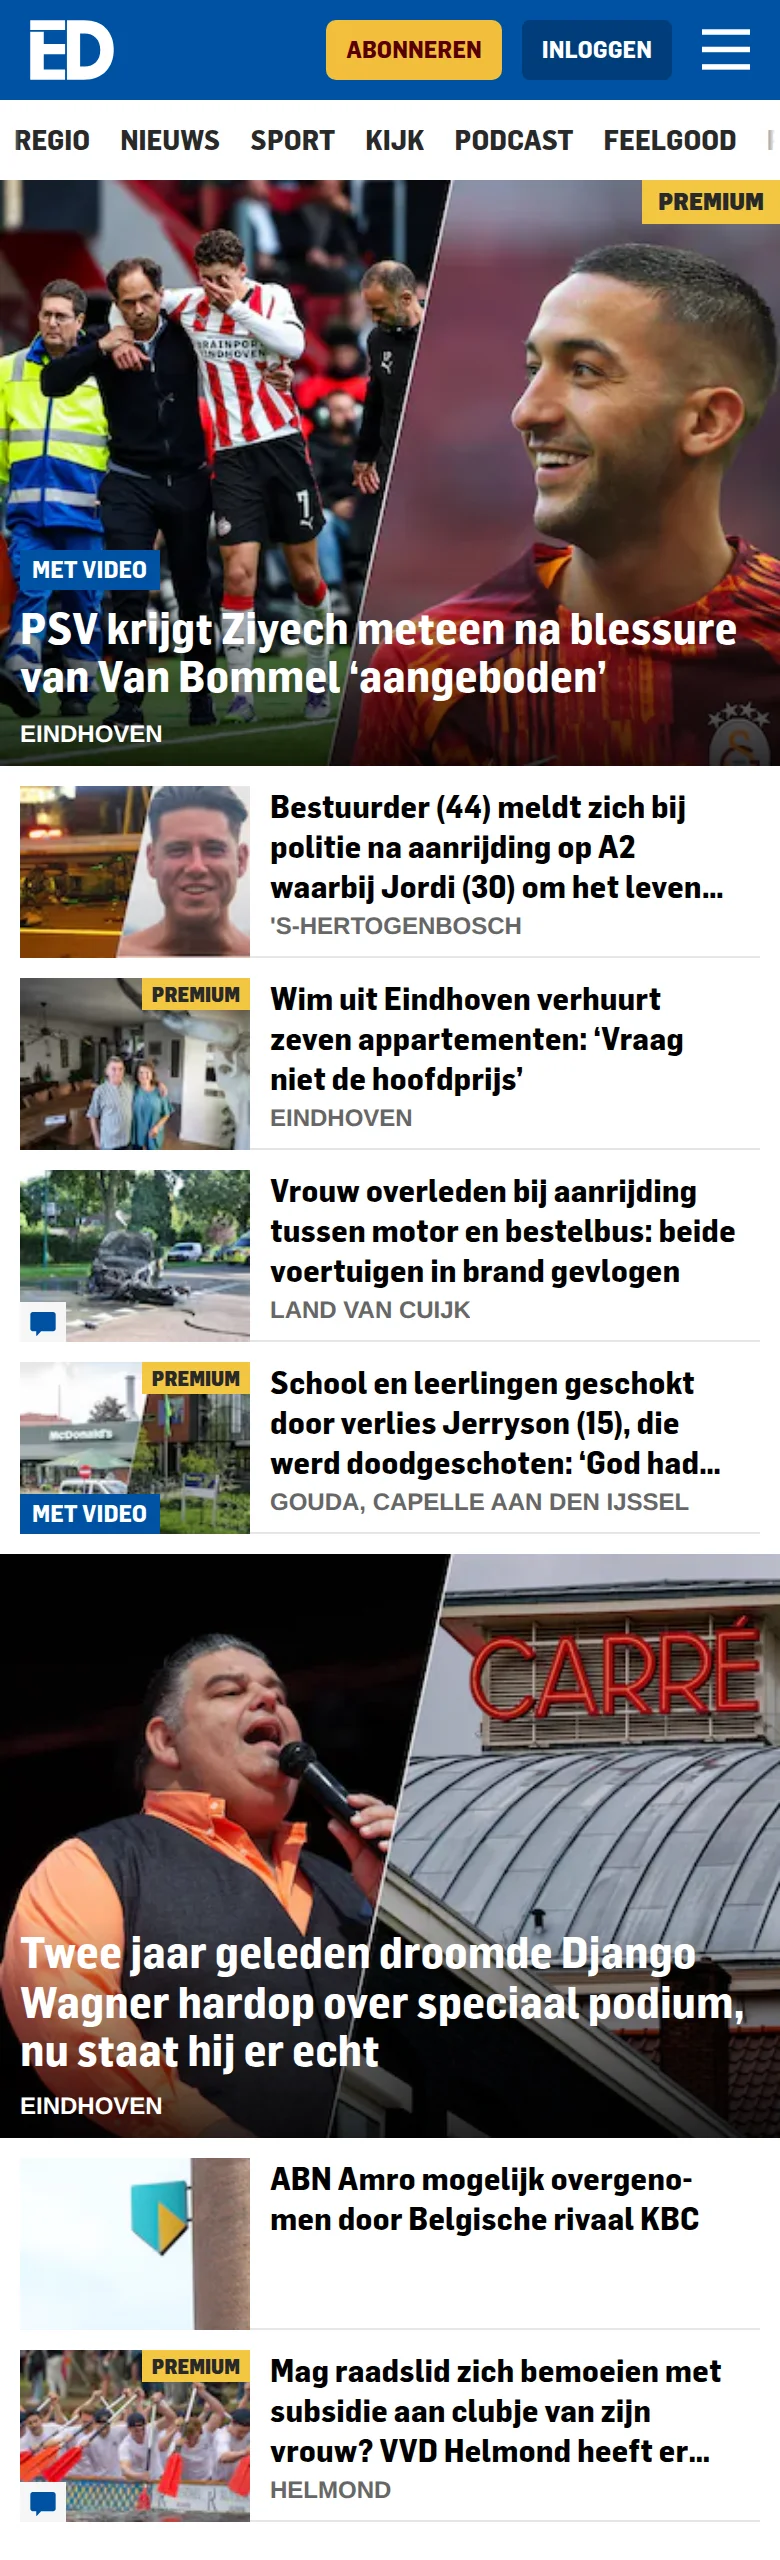 ED
ABONNEREN
INLOGGEN
REGIO NIEUWS SPORT KIJK PODCAST FEELGOOD
PREMIUM
BRAINPORT
EINDHOVEN
7
MET VIDEO
PSV krijgt Ziyech meteen na blessure
van Van Bommel ‘aangeboden’
EINDHOVEN
Bestuurder (44) meldt zich bij
politie na aanrijding op A2
waarbij Jordi (30) om het leven...
'S-HERTOGENBOSCH
PREMIUM
Wim uit Eindhoven verhuurt
zeven appartementen: ‘Vraag
niet de hoofdprijs’
EINDHOVEN
Vrouw overleden bij aanrijding
tussen motor en bestelbus: beide
voertuigen in brand gevlogen
LAND VAN CUIJK
PREMIUM
McDonald's
MET VIDEO
School en leerlingen geschokt
door verlies Jerryson (15), die
werd doodgeschoten: ‘God had...
GOUDA, CAPELLE AAN DEN IJSSEL
CARRÉ
Twee jaar geleden droomde Django
Wagner hardop over speciaal podium,
nu staat hij er echt
EINDHOVEN
ABN Amro mogelijk overgeno-
men door Belgische rivaal KBC
PREMIUM
Mag raadslid zich bemoeien met
subsidie aan clubje van zijn
vrouw? VVD Helmond heeft er...
HELMOND